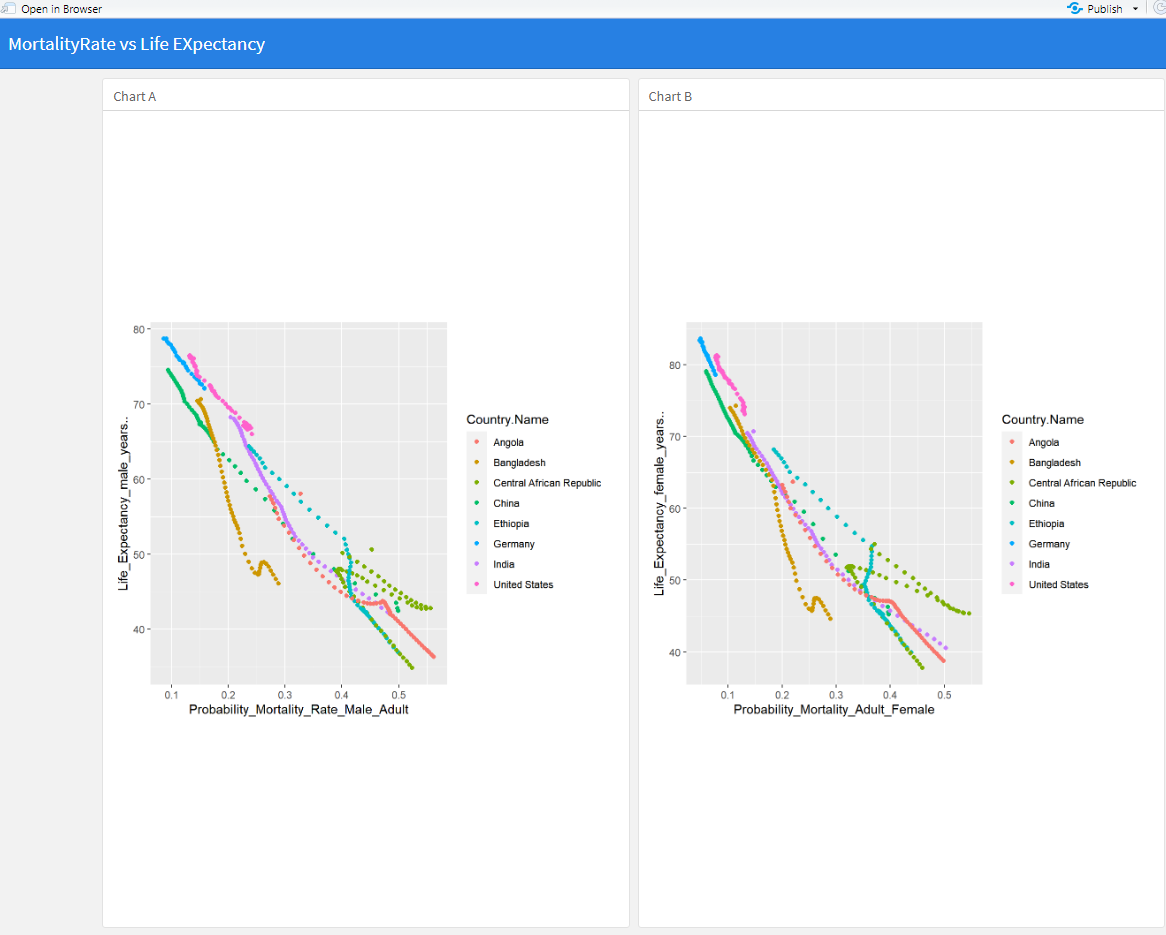 Open in Browser
Publish
MortalityRate vs Life EXpectancy
Chart A
Chart B
80
70
60
50
40
Life_Expectancy_male_years..
0.1 0.2 0.3 0.4 0.5
Probability_Mortality_Rate_Male_Adult
Country.Name
Angola
Bangladesh
Central African Republic
China
Ethiopia
Germany
India
United States
80
70
60
50
40
Life_Expectancy_female_years..
0.1 0.2 0.3 0.4 0.5
Probability_Mortality_Adult_Female
Country.Name
Angola
Bangladesh
Central African Republic
China
Ethiopia
Germany
India
United States